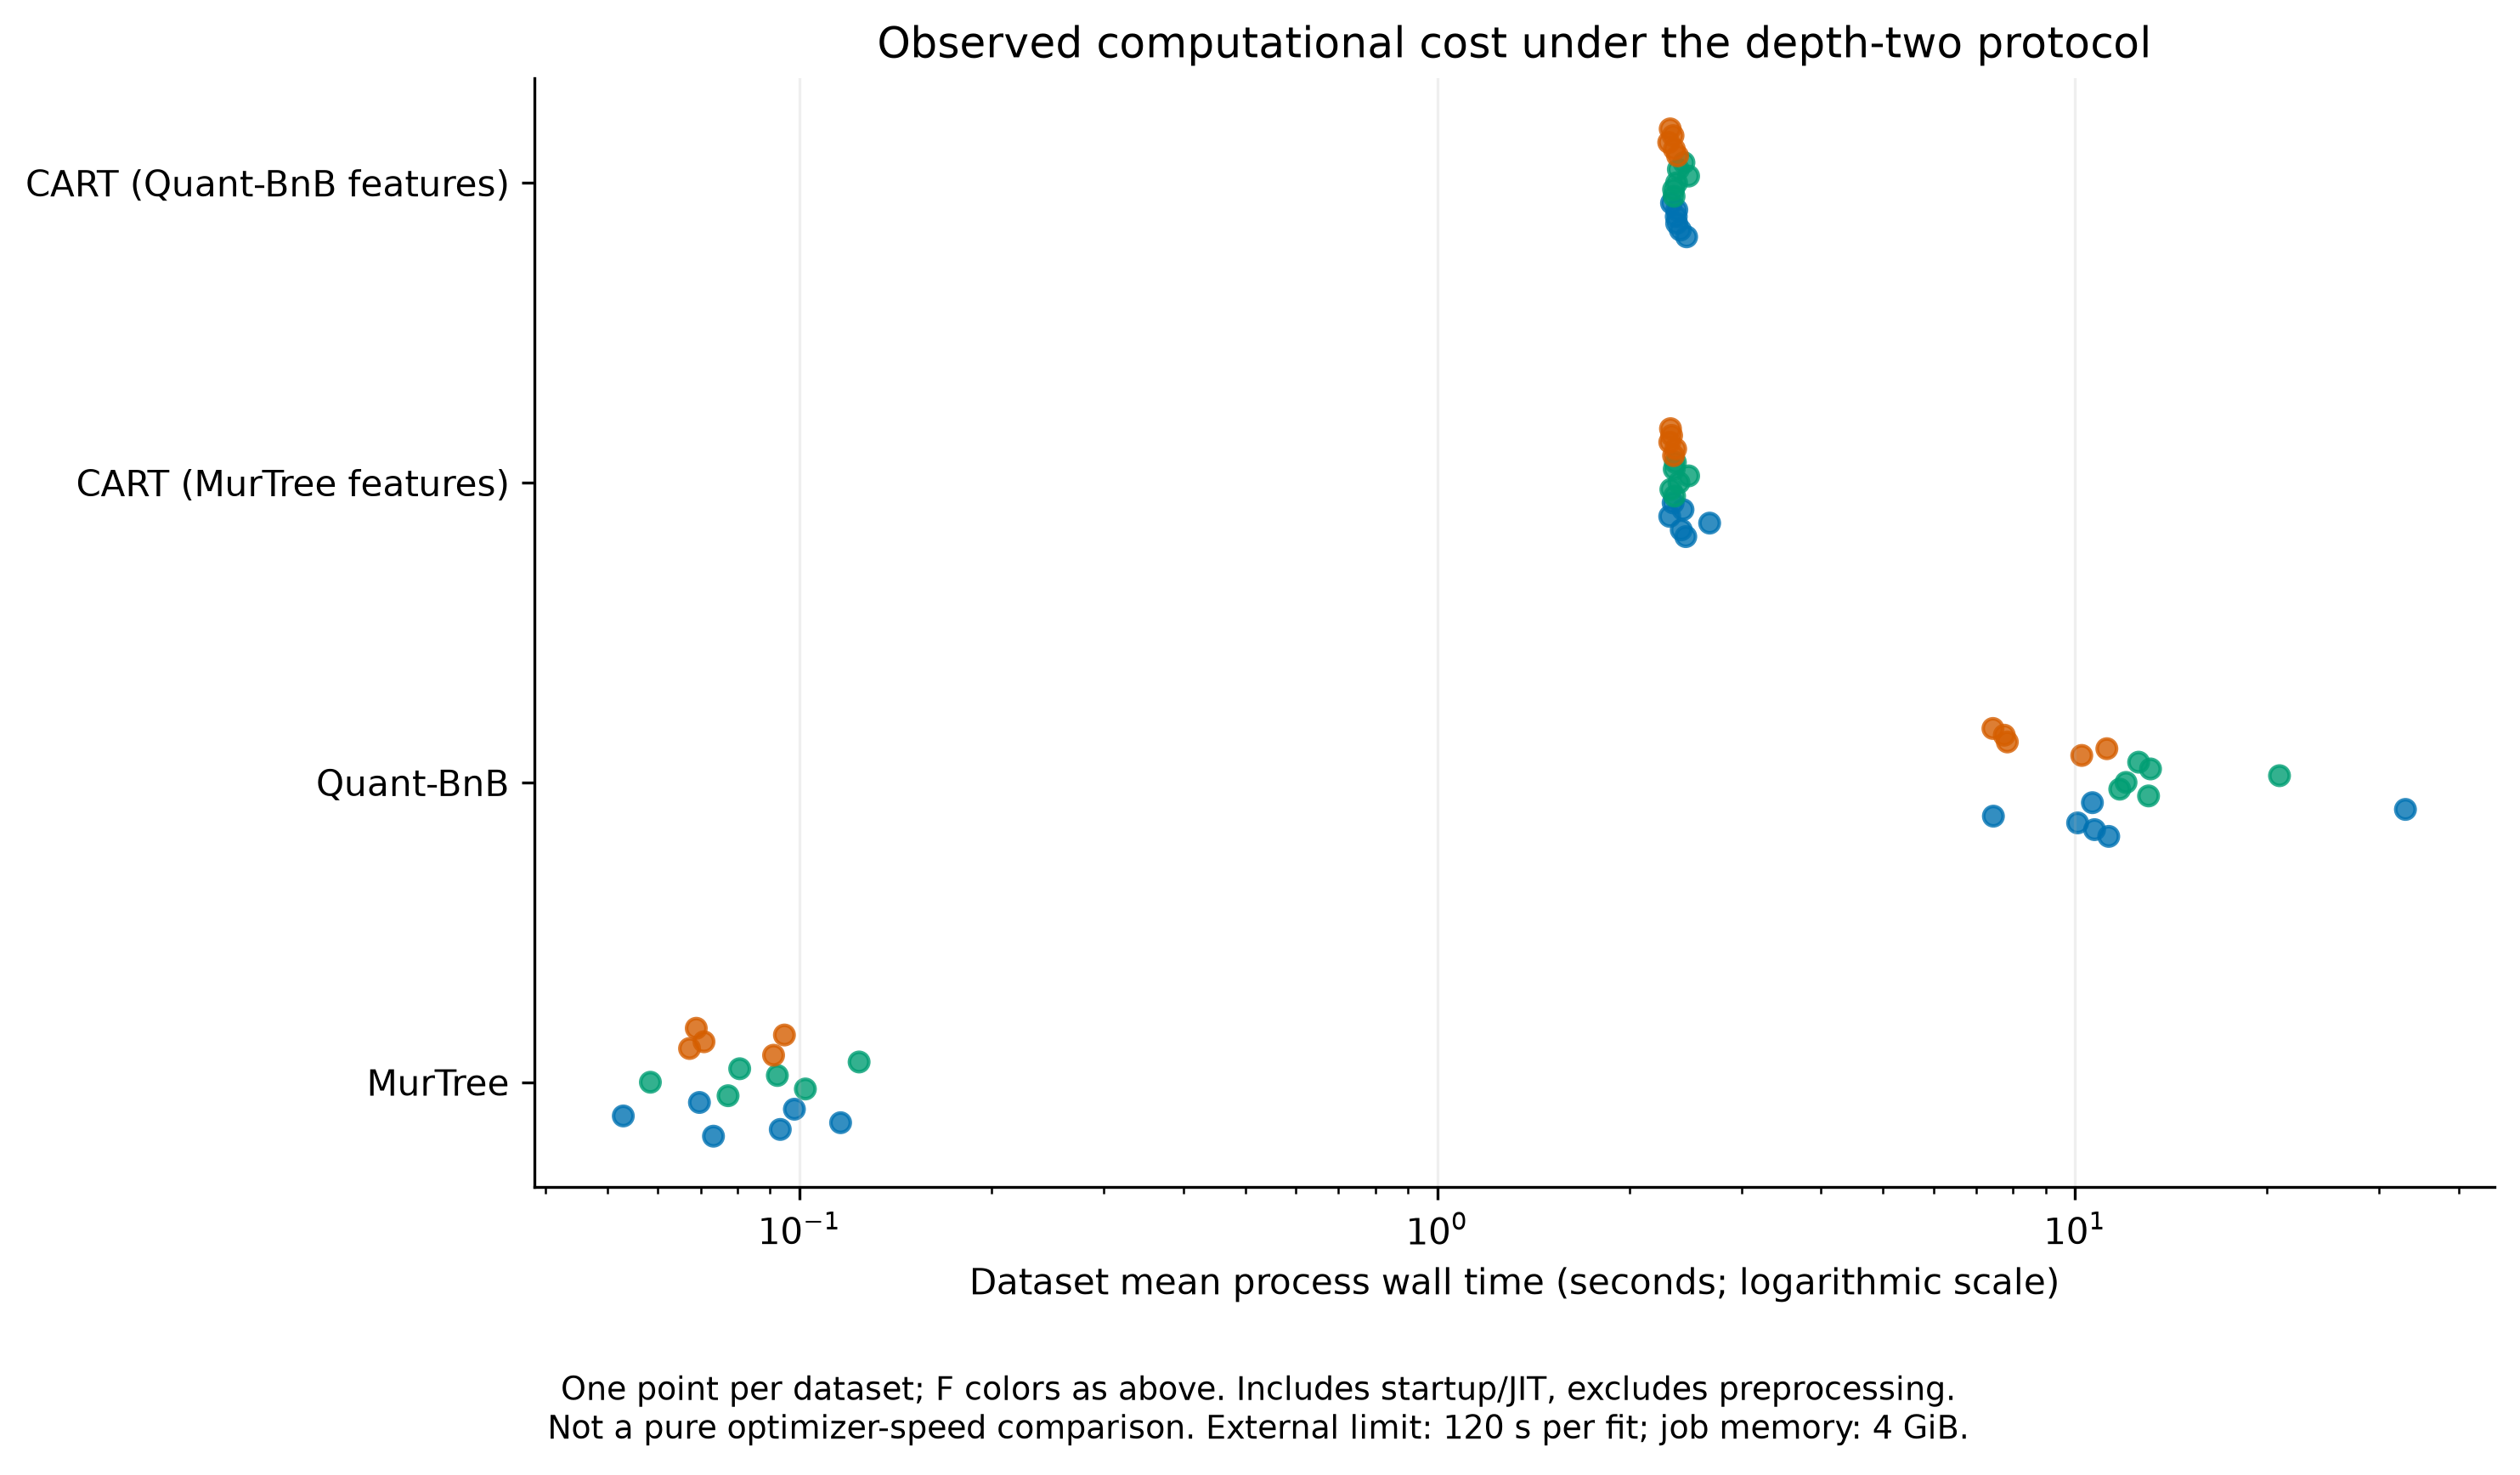 Observed computational cost under the depth-two protocol
CART (Quant-BnB features)
CART (MurTree features)
Quant-BnB
MurTree
10⁻¹
10⁰
10¹
Dataset mean process wall time (seconds; logarithmic scale)
One point per dataset; F colors as above. Includes startup/JIT, excludes preprocessing.
Not a pure optimizer-speed comparison. External limit: 120 s per fit; job memory: 4 GiB.